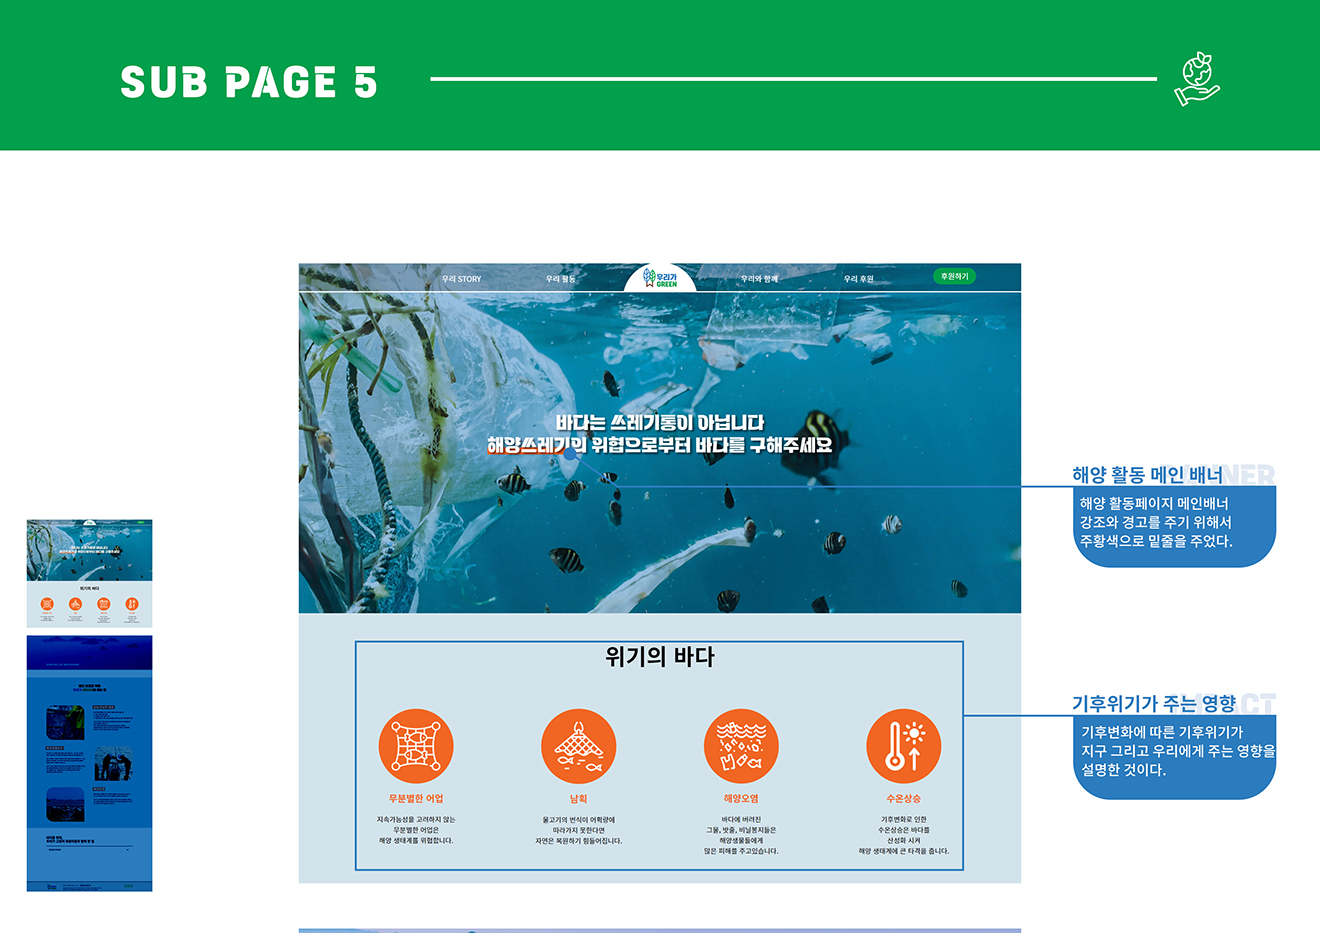 SUB PAGE 5
우리 STORY
우리 활동
우리가
GREEN
우리와 함께
우리 후원
후원하기
바다는 쓰레기통이 아닙니다
해양쓰레기의 위협으로부터 바다를 구해주세요
해양 활동 메인 배너
해양 활동페이지 메인배너
강조와 경고를 주기 위해서
주황색으로 밑줄을 주었다.
위기의 바다
무분별한 어업
지속가능성을 고려하지 않는
무분별한 어업은
해양 생태계를 위협합니다.
남획
물고기의 번식이 어획량에
따라가지 못한다면
자연은 복원하기 힘들어집니다.
해양오염
바다에 버려진
그물, 밧줄, 비닐봉지들은
해양생물들에게
많은 피해를 주고있습니다.
수온상승
기후변화로 인한
수온상승은 바다를
산성화 시켜
해양 생태계에 큰 타격을 줍니다.
기후위기가 주는 영향
기후변화에 따른 기후위기가
지구 그리고 우리에게 주는 영향을
설명한 것이다.